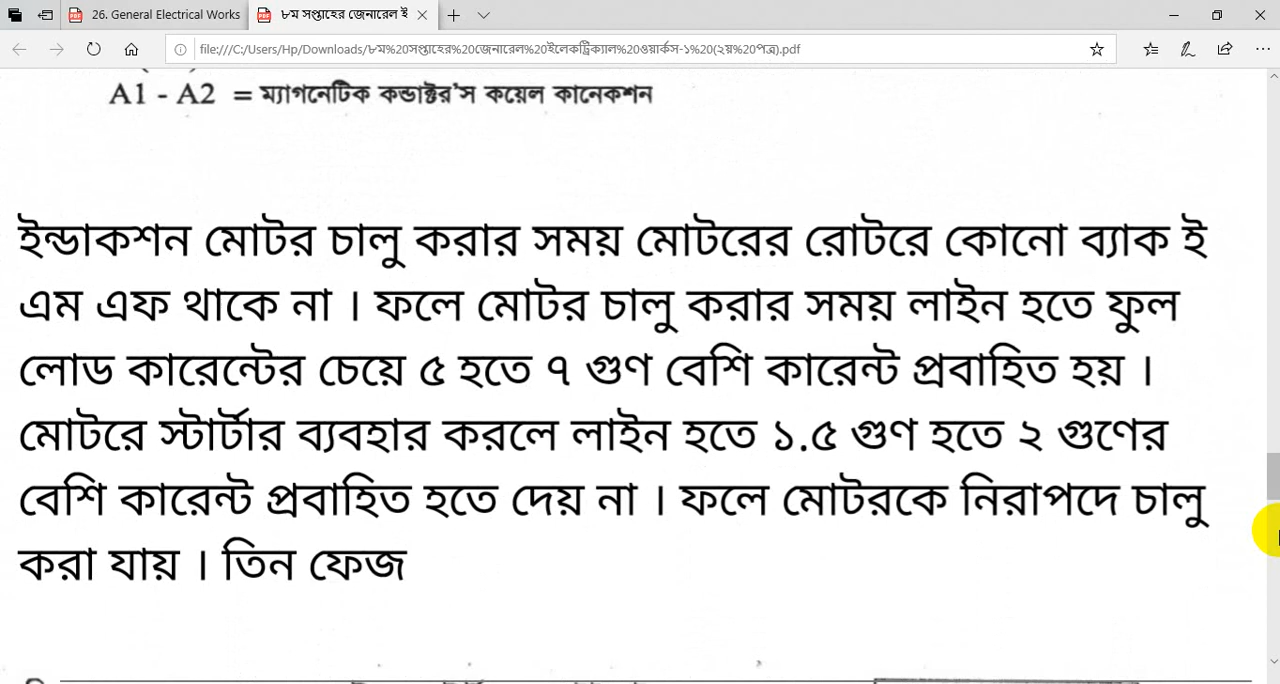 26. General Electrical Works
৮ম সপ্তাহের জেনারেল ই
file:///C:/Users/Hp/Downloads/৮ম%20সপ্তাহের%20জেনারেল%20ইলেকট্রিক্যাল%20ওয়ার্কস-১%20(২য়%20পত্র).pdf
A1 - A2 = ম্যাগনেটিক কন্ডাক্টর'স কয়েল কানেকশন
ইন্ডাকশন মোটর চালু করার সময় মোটরের রোটরে কোনো ব্যাক ই
এম এফ থাকে না । ফলে মোটর চালু করার সময় লাইন হতে ফুল
লোড কারেন্টের চেয়ে ৫ হতে ৭ গুণ বেশি কারেন্ট প্রবাহিত হয় ।
মোটরে স্টার্টার ব্যবহার করলে লাইন হতে ১.৫ গুণ হতে ২ গুণের
বেশি কারেন্ট প্রবাহিত হতে দেয় না । ফলে মোটরকে নিরাপদে চালু
করা যায় । তিন ফেজ